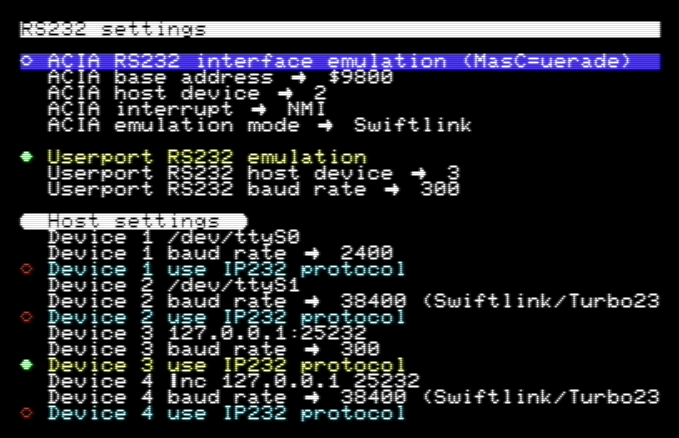 RS232 settings
ACIA RS232 interface emulation (MasC=uerade)
ACIA base address → $9800
ACIA host device → 2
ACIA interrupt → NMI
ACIA emulation mode → Swiftlink
Userport RS232 emulation
Userport RS232 host device → 3
Userport RS232 baud rate → 300
Host settings
Device 1 /dev/ttyS0
Device 1 baud rate → 2400
Device 1 use IP232 protocol
Device 2 /dev/ttyS1
Device 2 baud rate → 38400 (Swiftlink/Turbo23
Device 2 use IP232 protocol
Device 3 127.0.0.1:25232
Device 3 baud rate → 300
Device 3 use IP232 protocol
Device 4 |nc 127.0.0.1 25232
Device 4 baud rate → 38400 (Swiftlink/Turbo23
Device 4 use IP232 protocol